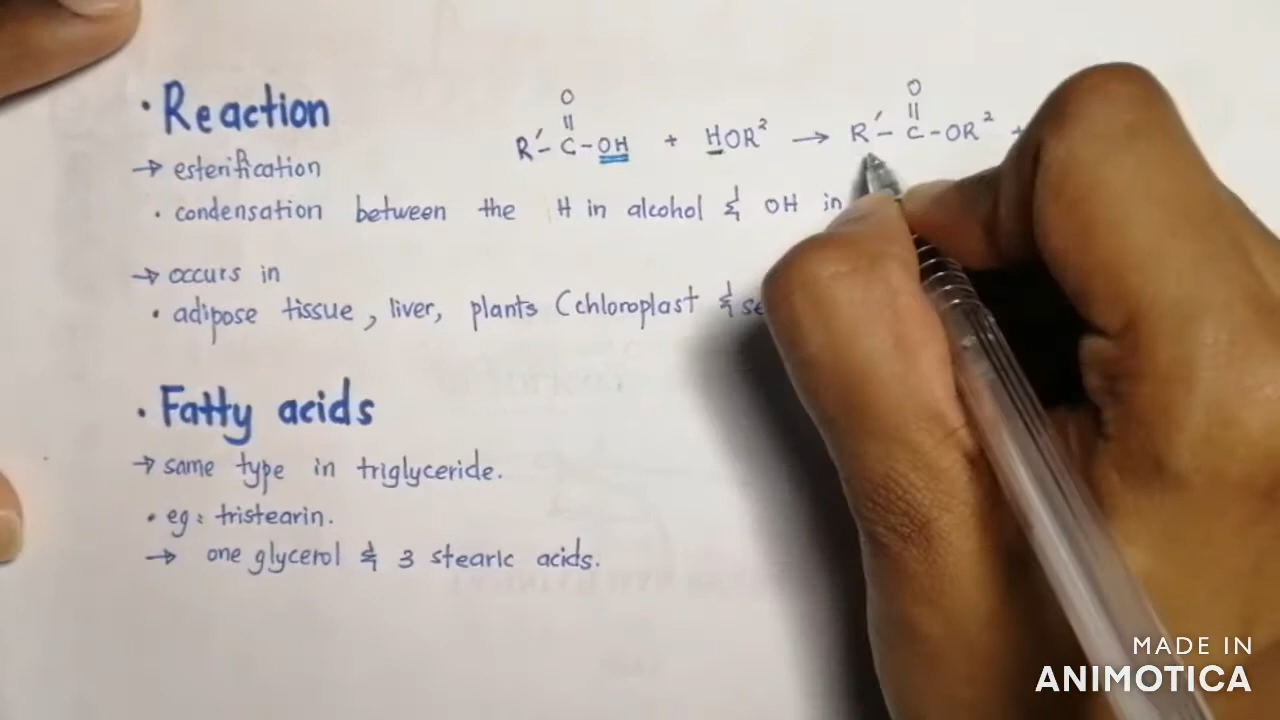 • Reaction
O O
|| ||
R′– C – OH + HOR² → R′ – C – OR² +
→ esterification
• condensation between the H in alcohol & OH in
→ occurs in
• adipose tissue, liver, plants (chloroplast &
• Fatty acids
→ same type in triglyceride.
• eg: tristearin.
→ one glycerol & 3 stearic acids.
MADE IN
ANIMOTICA